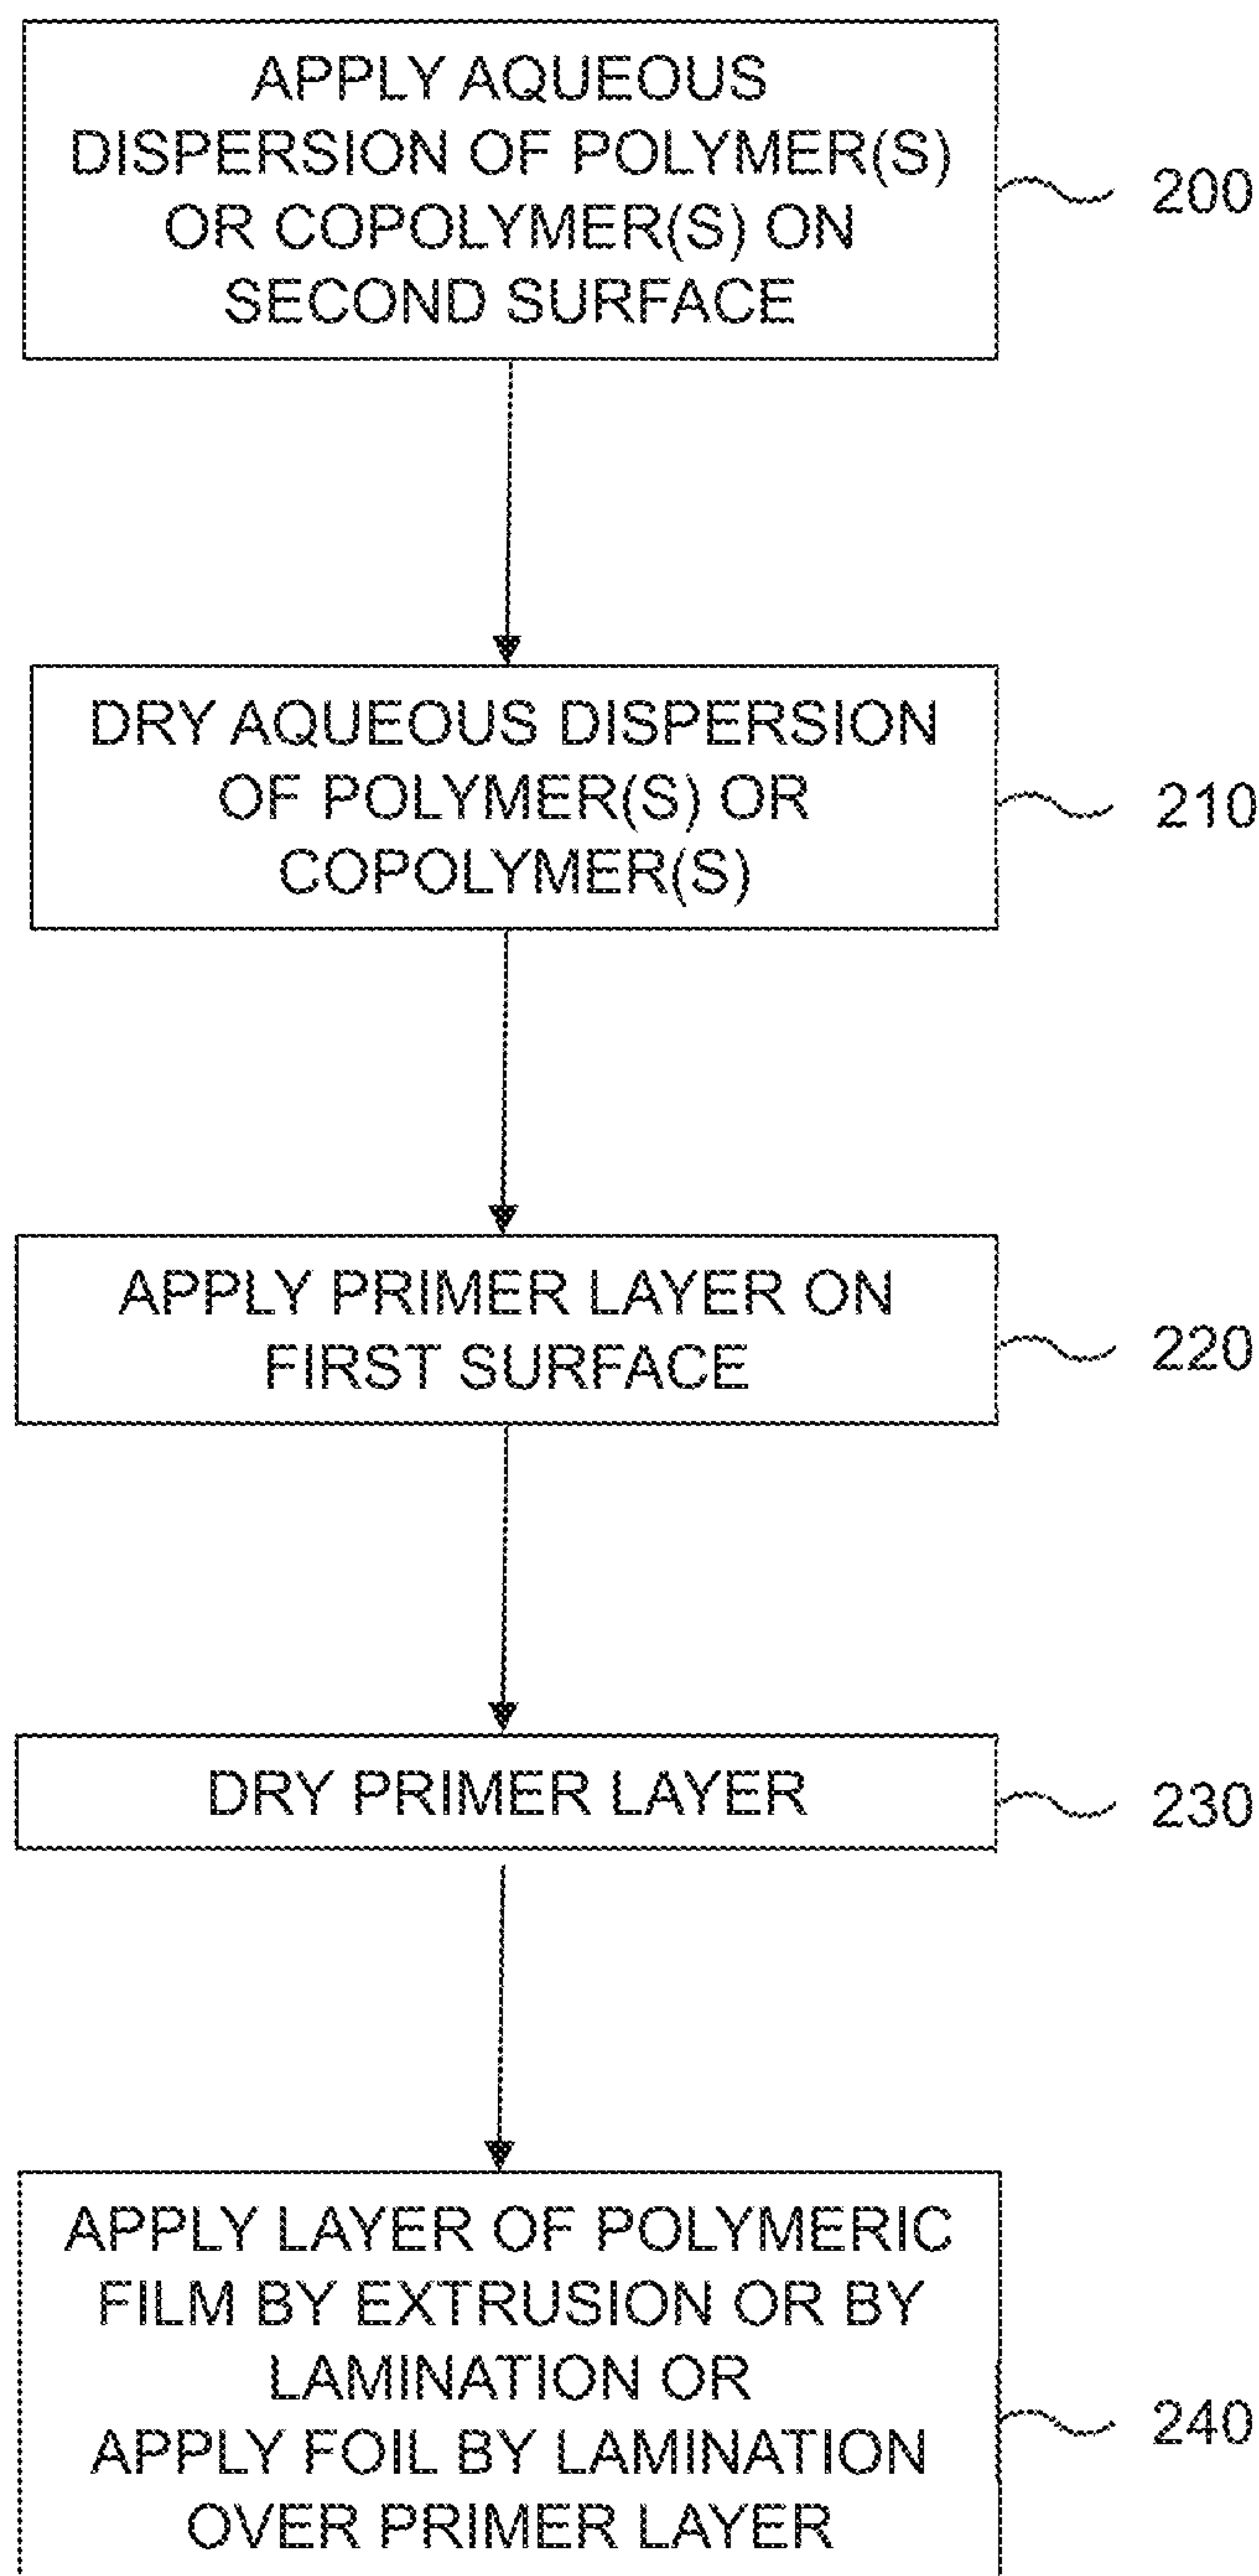 APPLY AQUEOUS
DISPERSION OF POLYMER(S)
OR COPOLYMER(S) ON
SECOND SURFACE
200
DRY AQUEOUS DISPERSION
OF POLYMER(S) OR
COPOLYMER(S)
210
APPLY PRIMER LAYER ON
FIRST SURFACE
220
DRY PRIMER LAYER
230
APPLY LAYER OF POLYMERIC
FILM BY EXTRUSION OR BY
LAMINATION OR
APPLY FOIL BY LAMINATION
OVER PRIMER LAYER
240